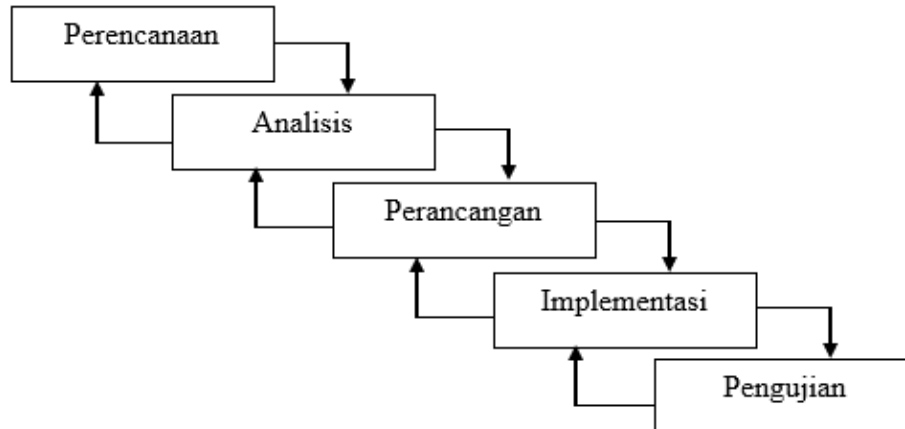 Perencanaan
Analisis
Perancangan
Implementasi
Pengujian